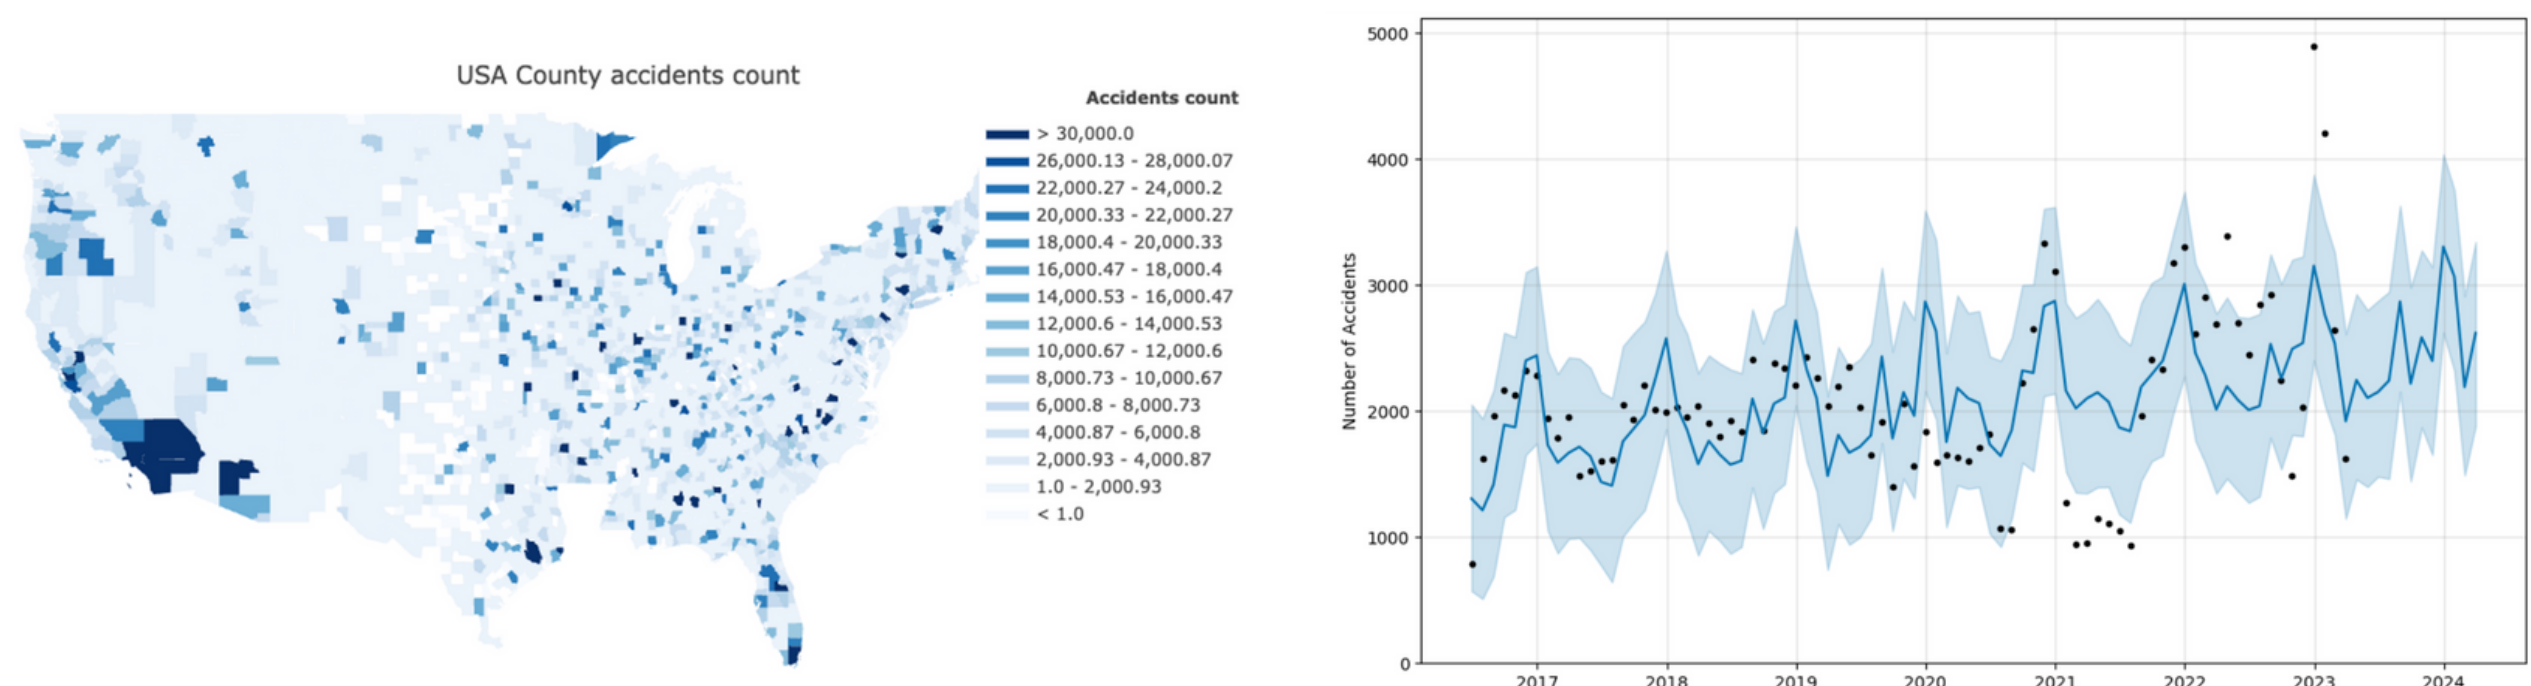 USA County accidents count
Accidents count
> 30,000.0
26,000.13 - 28,000.07
22,000.27 - 24,000.2
20,000.33 - 22,000.27
18,000.4 - 20,000.33
16,000.47 - 18,000.4
14,000.53 - 16,000.47
12,000.6 - 14,000.53
10,000.67 - 12,000.6
8,000.73 - 10,000.67
6,000.8 - 8,000.73
4,000.87 - 6,000.8
2,000.93 - 4,000.87
1.0 - 2,000.93
< 1.0
Number of Accidents
5000
4000
3000
2000
1000
0
2017 2018 2019 2020 2021 2022 2023 2024